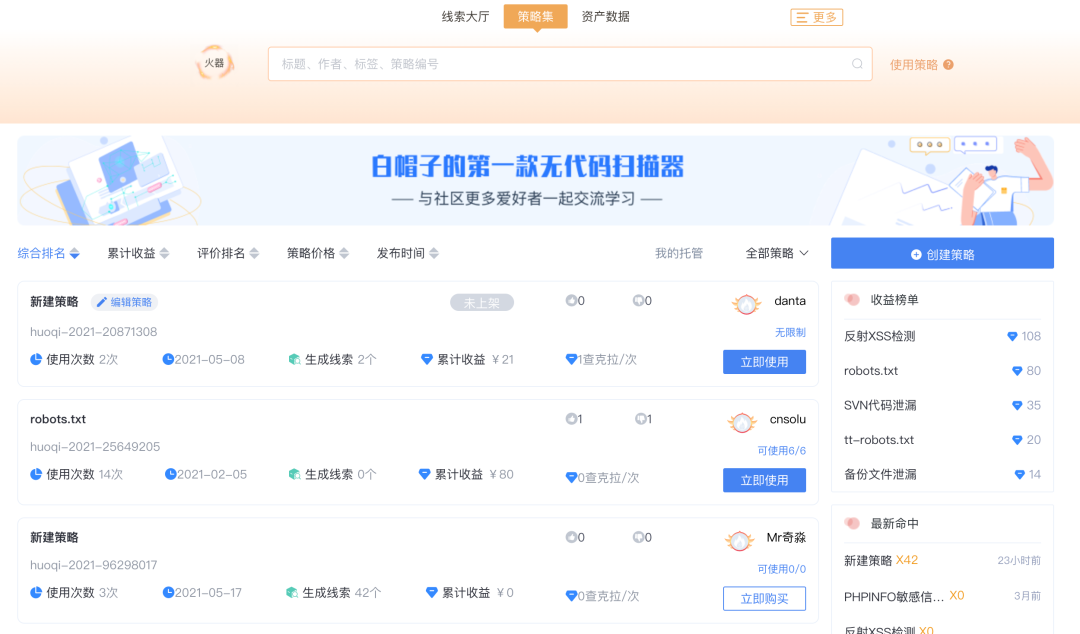 线索大厅 策略集 资产数据 更多
火器 标题、作者、标签、策略编号 使用策略 ?
白帽子的第一款无代码扫描器
与社区更多爱好者一起交流学习
综合排名 累计收益 评价排名 策略价格 发布时间 我的托管 全部策略
创建策略
新建策略 编辑策略 未上架 0 0 danta
huoqi-2021-20871308 无限制
使用次数 2次 2021-05-08 生成线索 2个 累计收益 ¥21 1查克拉/次 立即使用
robots.txt 1 1 cnsolu
huoqi-2021-25649205 可使用6/6
使用次数 14次 2021-02-05 生成线索 0个 累计收益 ¥80 0查克拉/次 立即使用
新建策略 0 0 Mr奇淼
huoqi-2021-96298017 可使用0/0
使用次数 3次 2021-05-17 生成线索 42个 累计收益 ¥0 0查克拉/次 立即购买
收益榜单
反射XSS检测 108
robots.txt 80
SVN代码泄漏 35
tt-robots.txt 20
备份文件泄漏 14
最新命中
新建策略 X42 23小时前
PHPINFO敏感信... X0 3月前
反射XSS检测 X0